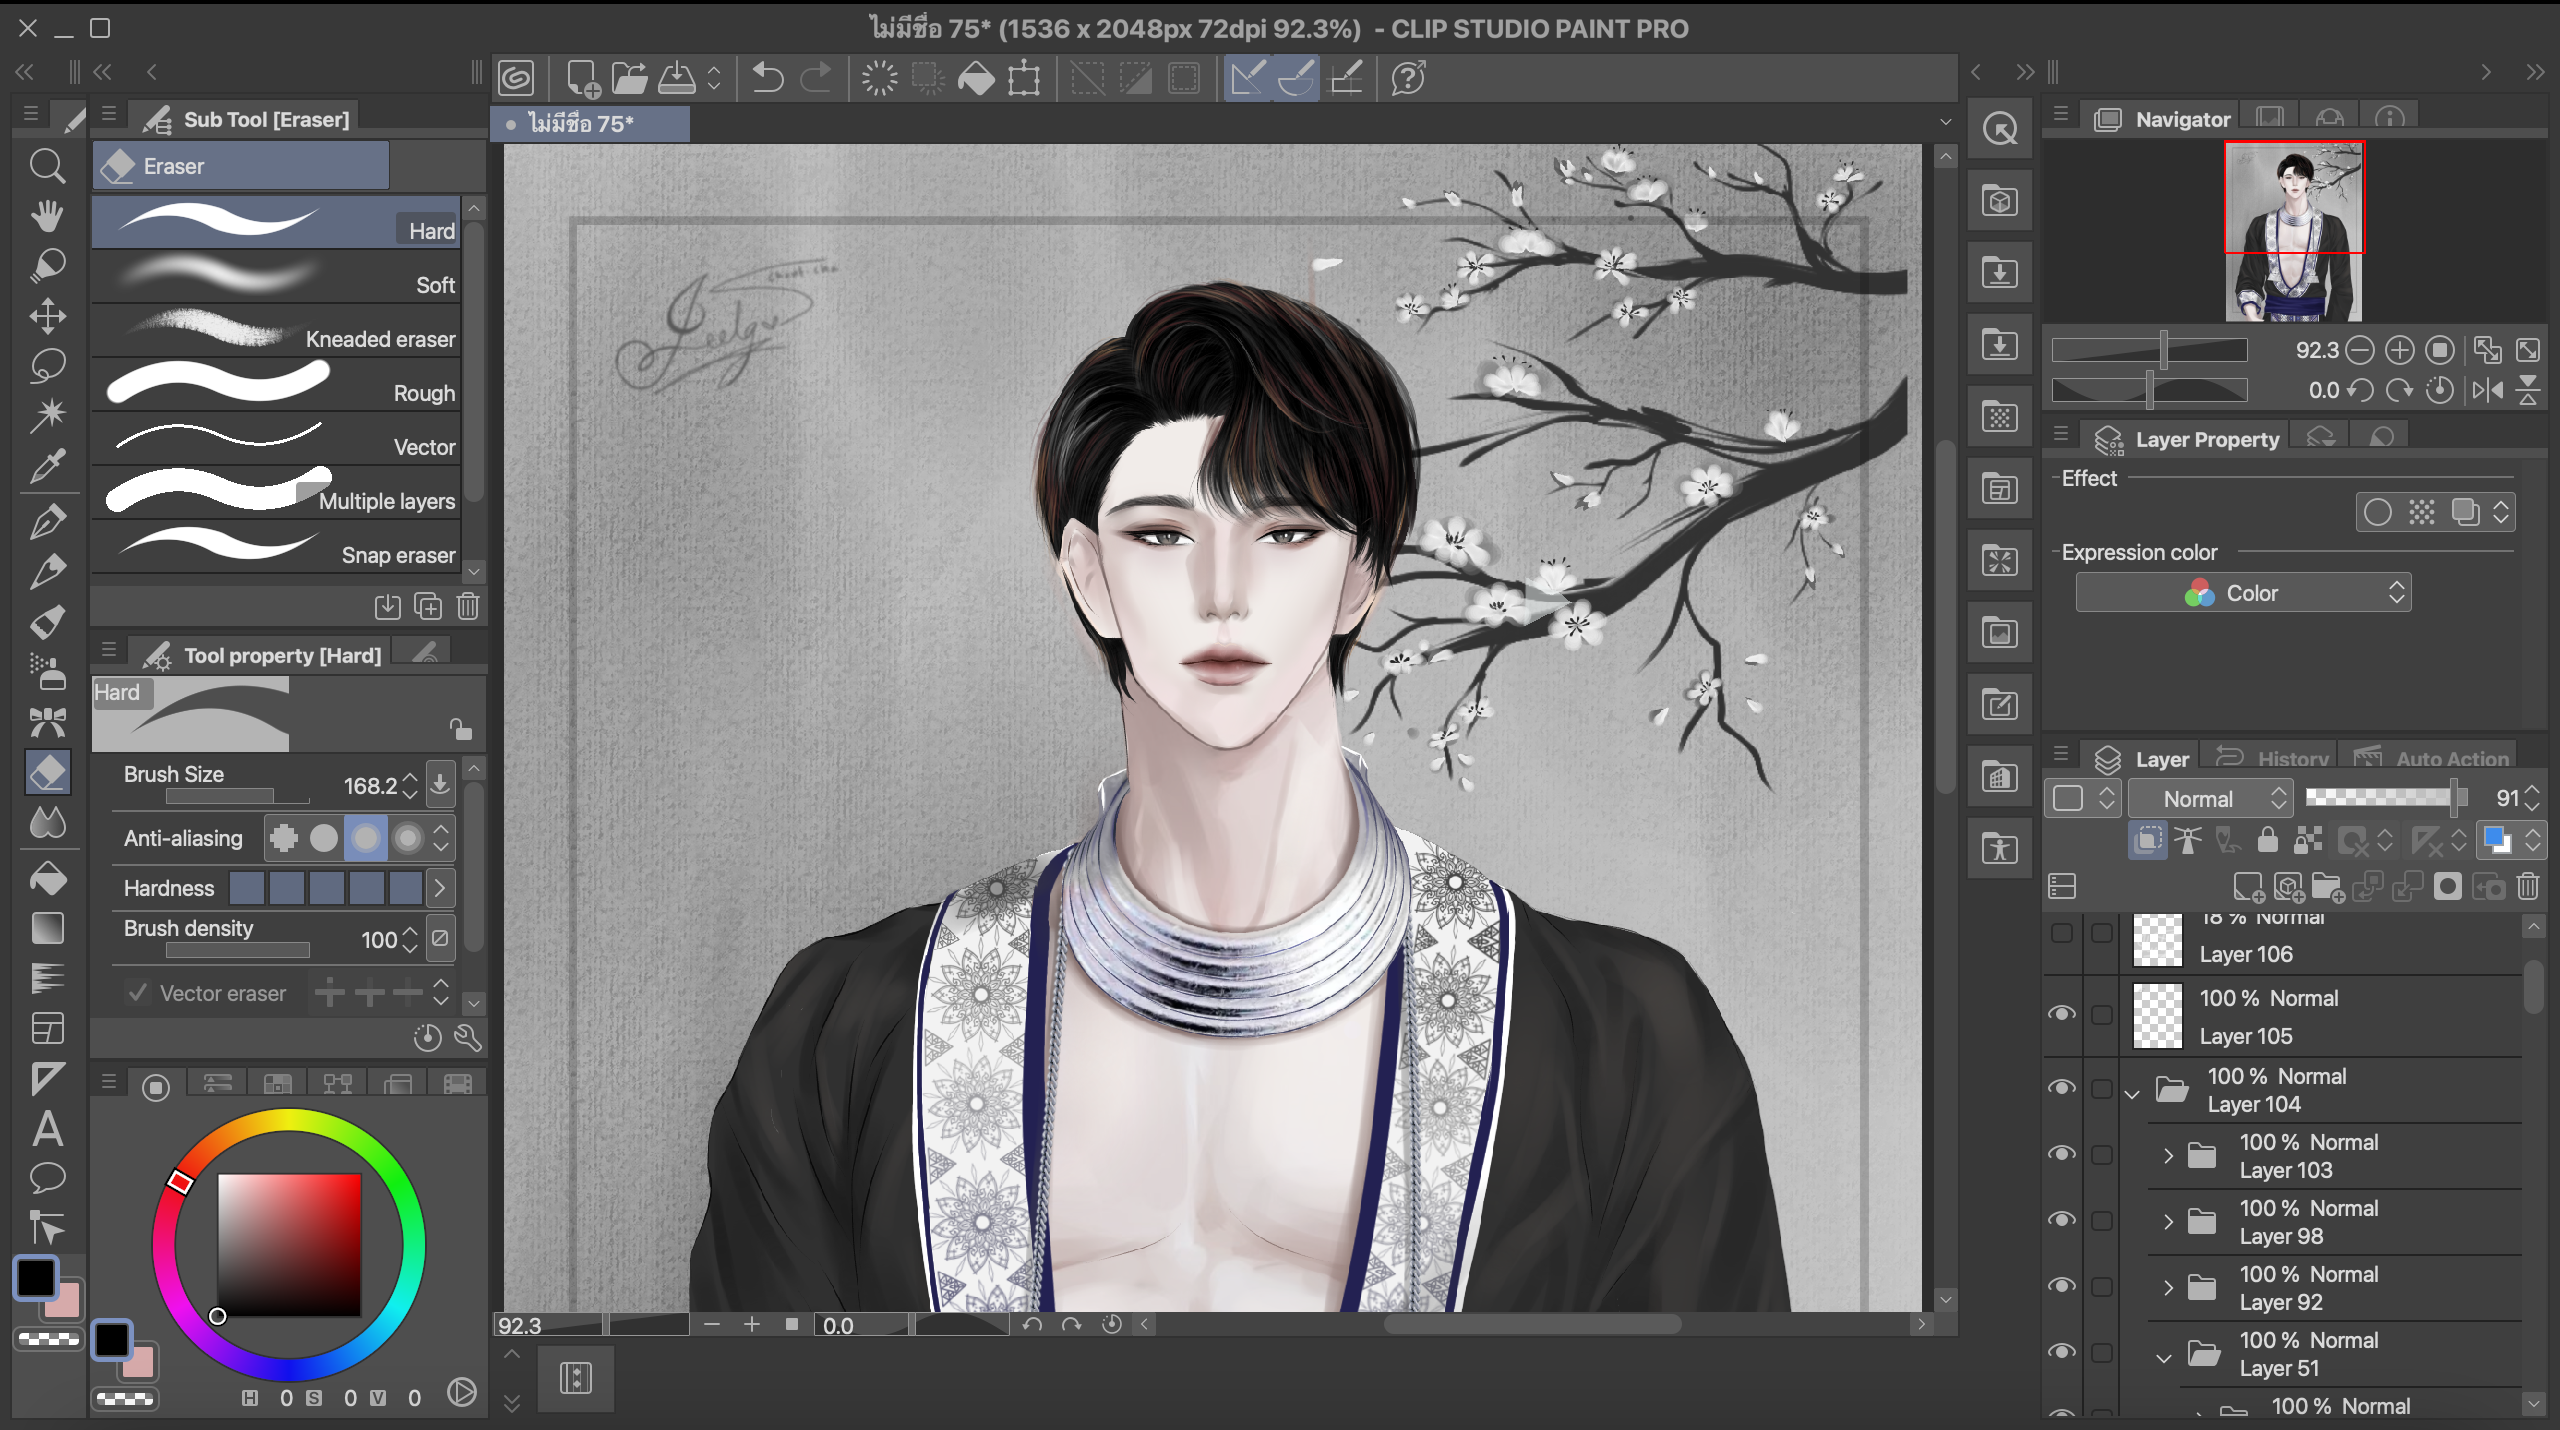 ไม่มีชื่อ 75* (1536 x 2048px 72dpi 92.3%) - CLIP STUDIO PAINT PRO
Sub Tool [Eraser]
Eraser
Hard
Soft
Kneaded eraser
Rough
Vector
Multiple layers
Snap eraser
Tool property [Hard]
Hard
Brush Size
168.2
Anti-aliasing
Hardness
Brush density
100
Vector eraser
H 0 S 0 V 0
ไม่มีชื่อ 75*
92.3
0.0
Navigator
92.3
0.0
Layer Property
Effect
Expression color
Color
Layer
History
Auto Action
Normal
91
18 % Normal
Layer 106
100 % Normal
Layer 105
100 % Normal
Layer 104
100 % Normal
Layer 103
100 % Normal
Layer 98
100 % Normal
Layer 92
100 % Normal
Layer 51
100 % Normal